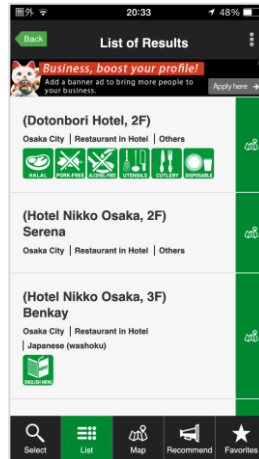 圏外
20:33
48%
Back
List of Results
Business, boost your profile!
Add a banner ad to bring more people to
your business.
Apply here →
(Dotonbori Hotel, 2F)
Osaka City | Restaurant in Hotel | Others
HALAL PORK-FREE ALCOHOL-FREE UTENSILS CUTLERY DISPOSABLE
(Hotel Nikko Osaka, 2F)
Serena
Osaka City | Restaurant in Hotel | Others
(Hotel Nikko Osaka, 3F)
Benkay
Osaka City | Restaurant in Hotel
| Japanese (washoku)
ENGLISH MENU
Select List Map Recommend Favorites